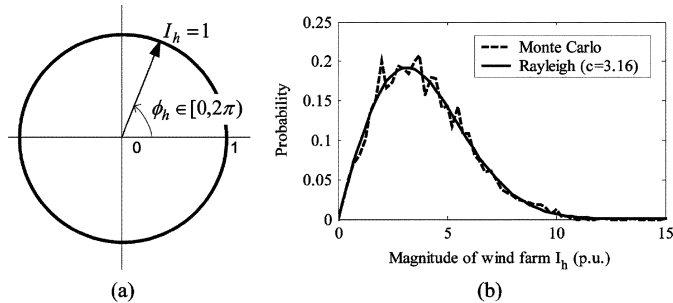 I_h = 1
ϕ_h ∈ [0,2π)
0
1
(a)
0.25
0.2
0.15
0.1
0.05
0
Probability
Monte Carlo
Rayleigh (c=3.16)
0 5 10 15
Magnitude of wind farm I_h (p.u.)
(b)